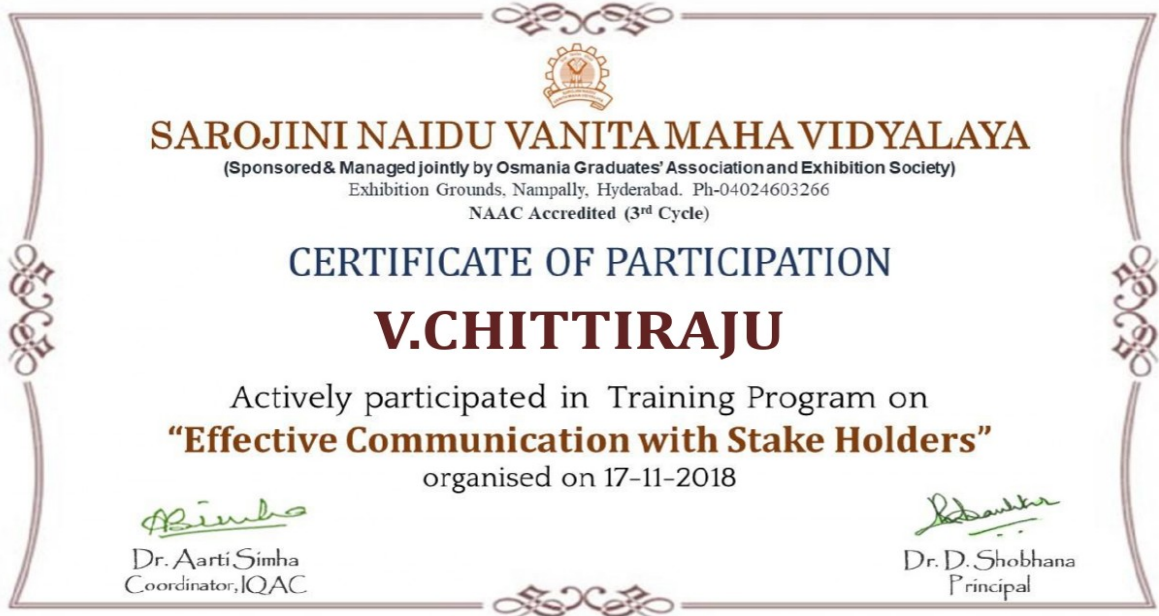 SAROJINI NAIDU VANITA MAHA VIDYALAYA
(Sponsored & Managed jointly by Osmania Graduates' Association and Exhibition Society)
Exhibition Grounds, Nampally, Hyderabad. Ph-04024603266
NAAC Accredited (3rd Cycle)
CERTIFICATE OF PARTICIPATION
V.CHITTIRAJU
Actively participated in Training Program on
“Effective Communication with Stake Holders”
organised on 17-11-2018
Dr. Aarti Simha
Coordinator, IQAC
Dr. D. Shobhana
Principal